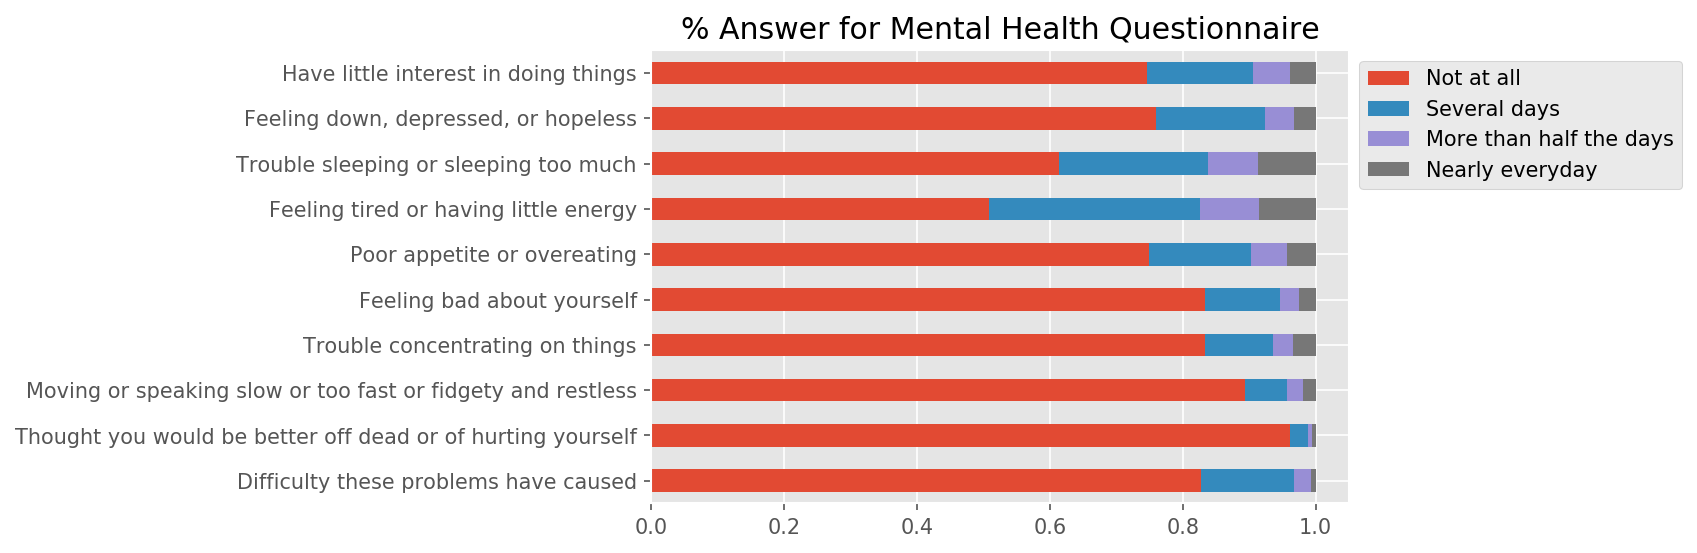 % Answer for Mental Health Questionnaire
Have little interest in doing things
Feeling down, depressed, or hopeless
Trouble sleeping or sleeping too much
Feeling tired or having little energy
Poor appetite or overeating
Feeling bad about yourself
Trouble concentrating on things
Moving or speaking slow or too fast or fidgety and restless
Thought you would be better off dead or of hurting yourself
Difficulty these problems have caused
0.0 0.2 0.4 0.6 0.8 1.0
Not at all
Several days
More than half the days
Nearly everyday